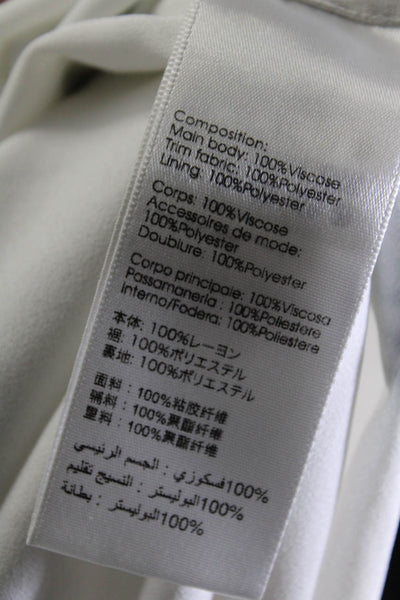 Composition:
Main body: 100%Viscose
Trim fabric: 100%Polyester
Lining: 100%Polyester
Corps: 100%Viscose
Accessoires de mode:
100%Polyester
Doublure: 100%Polyester
Corpo principale: 100%Viscosa
Passamaneria : 100%Poliestere
Interno/Fodera: 100%Poliestere
本体: 100%レーヨン
裾: 100%ポリエステル
裏地: 100%ポリエステル
面料 : 100%粘胶纤维
補料 : 100%聚酯纤维
里料 : 100%聚酯纤维
100%فسكوزي : الجسم الرئيسي
100%البوليستر : النسيج تقليم
100%البوليستر : بطانة